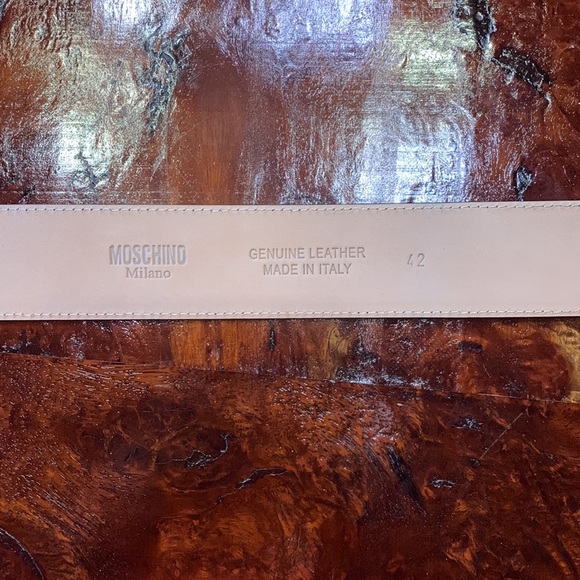 MOSCHINO
Milano
GENUINE LEATHER
MADE IN ITALY
42